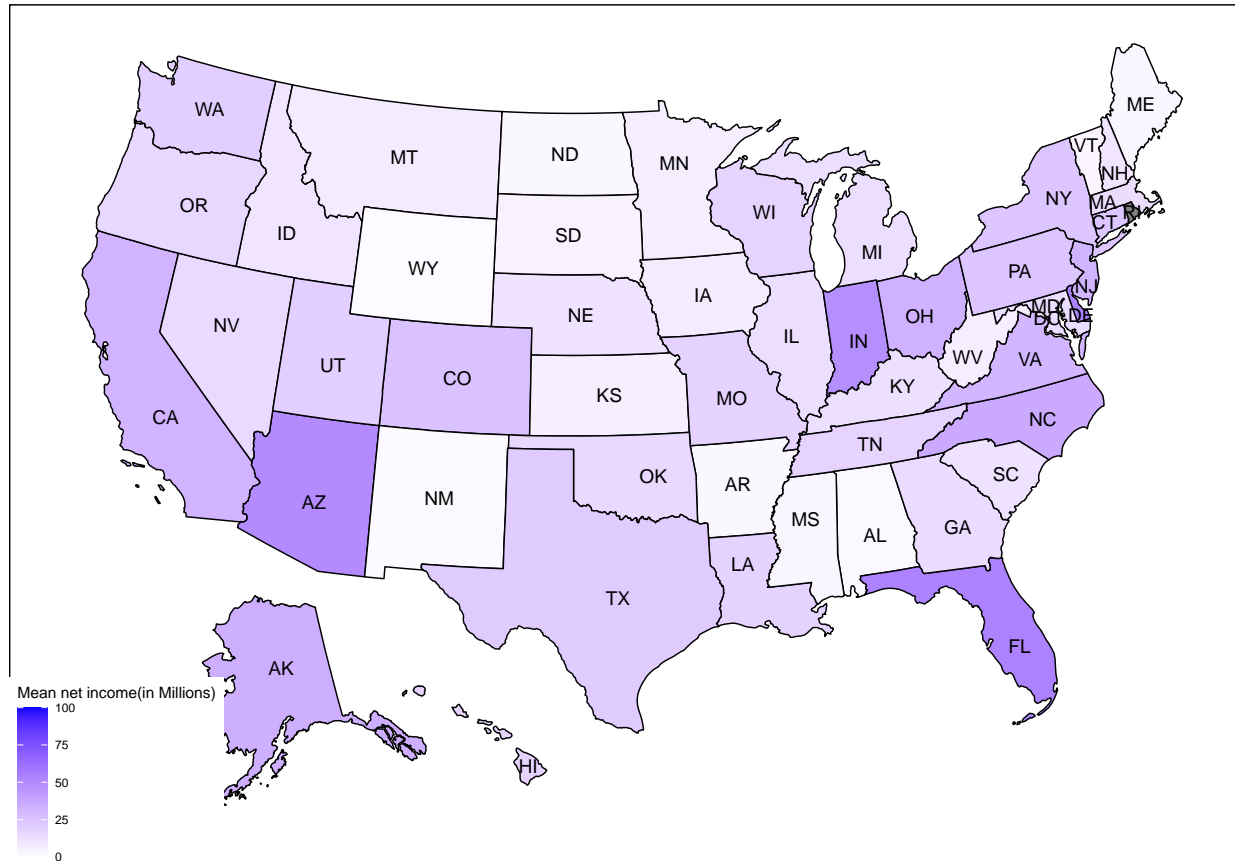 ME
WA
VT
MT
ND
MN
NH
NY
MA
OR
WI
RI
CT
ID
SD
MI
WY
PA
IA
NJ
NV
NE
OH
MD
DE
DC
IL
IN
UT
WV
VA
CO
KY
KS
MO
CA
NC
TN
OK
SC
AZ
NM
AR
MS
AL
GA
LA
TX
FL
AK
HI
Mean net income(in Millions)
100
75
50
25
0